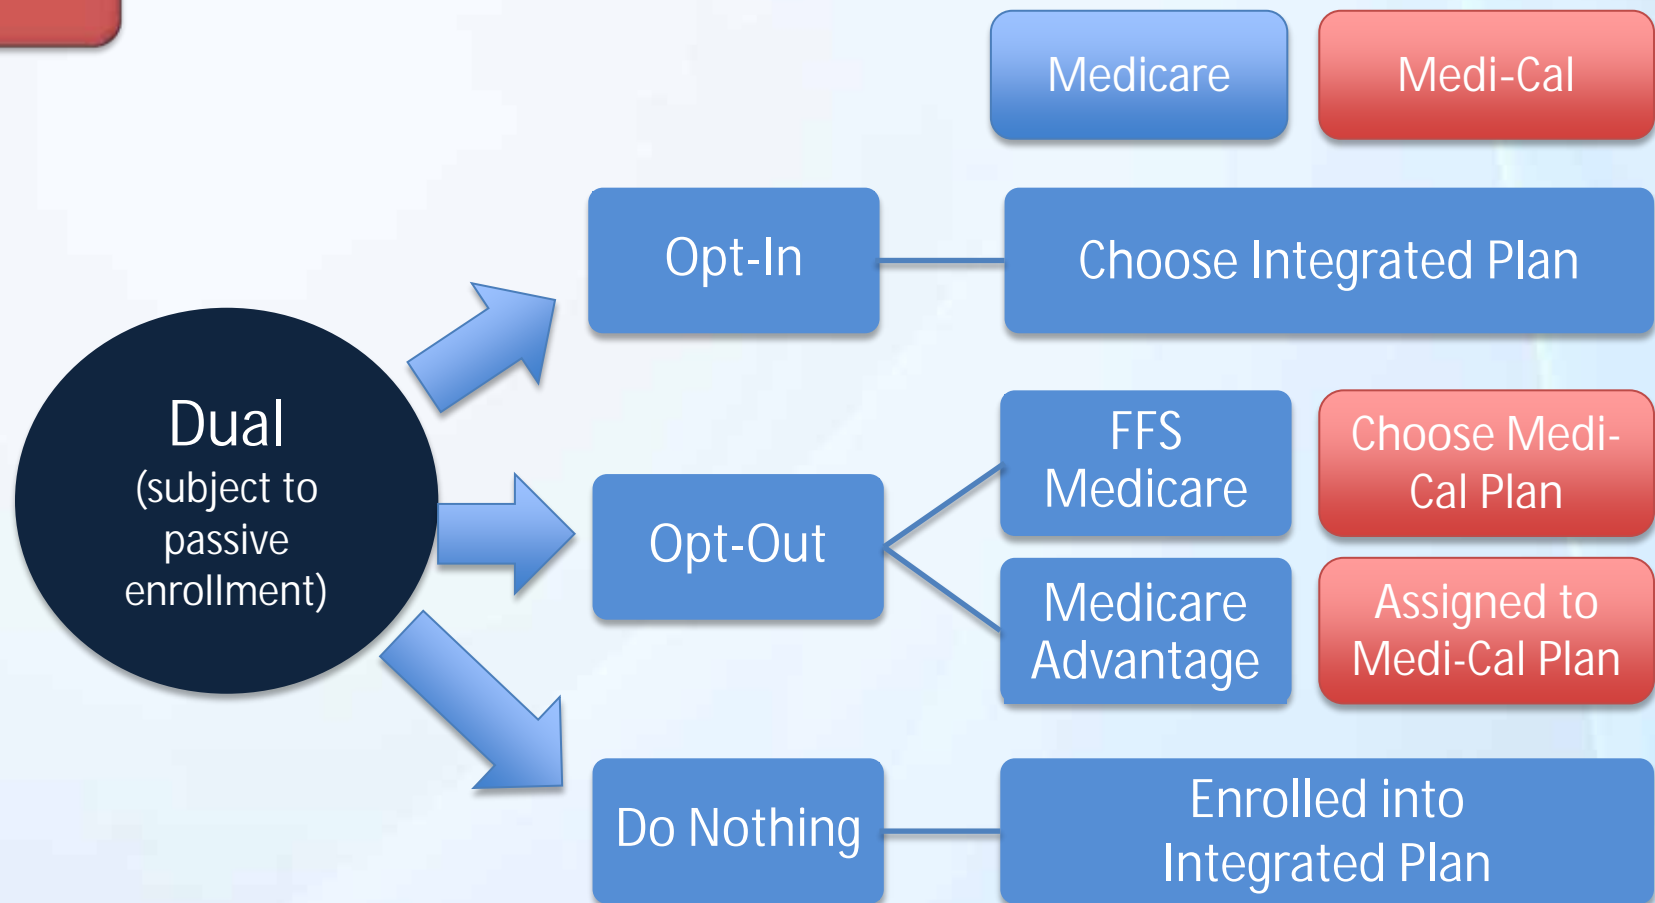 Medicare
Medi-Cal
Opt-In
Choose Integrated Plan
Dual
(subject to
passive
enrollment)
Opt-Out
FFS
Medicare
Choose Medi-
Cal Plan
Medicare
Advantage
Assigned to
Medi-Cal Plan
Do Nothing
Enrolled into
Integrated Plan